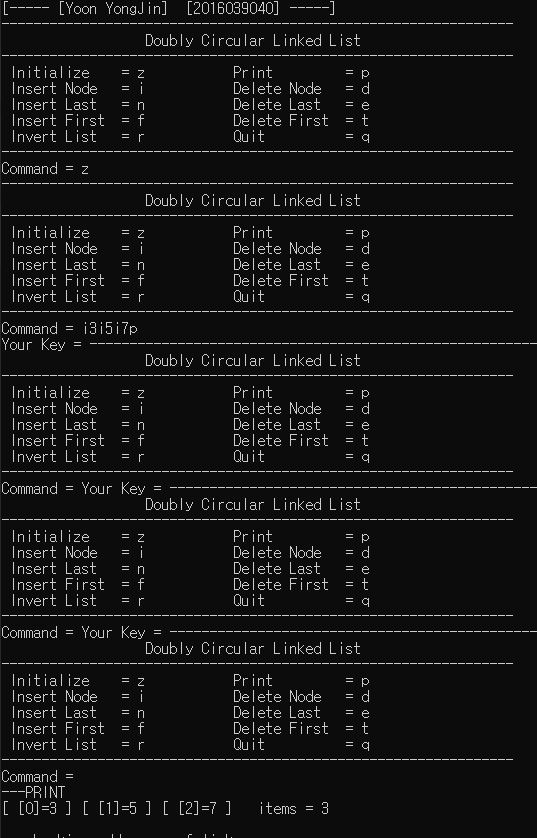 [----- [Yoon YongJin]  [2016039040] -----]
----------------------------------------------------------------
                  Doubly Circular Linked List
----------------------------------------------------------------
 Initialize    = z           Print         = p
 Insert Node   = i           Delete Node   = d
 Insert Last   = n           Delete Last   = e
 Insert First  = f           Delete First  = t
 Invert List   = r           Quit          = q
----------------------------------------------------------------
Command = z
----------------------------------------------------------------
                  Doubly Circular Linked List
----------------------------------------------------------------
 Initialize    = z           Print         = p
 Insert Node   = i           Delete Node   = d
 Insert Last   = n           Delete Last   = e
 Insert First  = f           Delete First  = t
 Invert List   = r           Quit          = q
----------------------------------------------------------------
Command = i3i5i7p
Your Key = ----------------------------------------------------------------
                  Doubly Circular Linked List
----------------------------------------------------------------
 Initialize    = z           Print         = p
 Insert Node   = i           Delete Node   = d
 Insert Last   = n           Delete Last   = e
 Insert First  = f           Delete First  = t
 Invert List   = r           Quit          = q
----------------------------------------------------------------
Command = Your Key = ----------------------------------------------------------------
                  Doubly Circular Linked List
----------------------------------------------------------------
 Initialize    = z           Print         = p
 Insert Node   = i           Delete Node   = d
 Insert Last   = n           Delete Last   = e
 Insert First  = f           Delete First  = t
 Invert List   = r           Quit          = q
----------------------------------------------------------------
Command = Your Key = ----------------------------------------------------------------
                  Doubly Circular Linked List
----------------------------------------------------------------
 Initialize    = z           Print         = p
 Insert Node   = i           Delete Node   = d
 Insert Last   = n           Delete Last   = e
 Insert First  = f           Delete First  = t
 Invert List   = r           Quit          = q
----------------------------------------------------------------
Command =
---PRINT
[ [0]=3 ] [ [1]=5 ] [ [2]=7 ]   items = 3